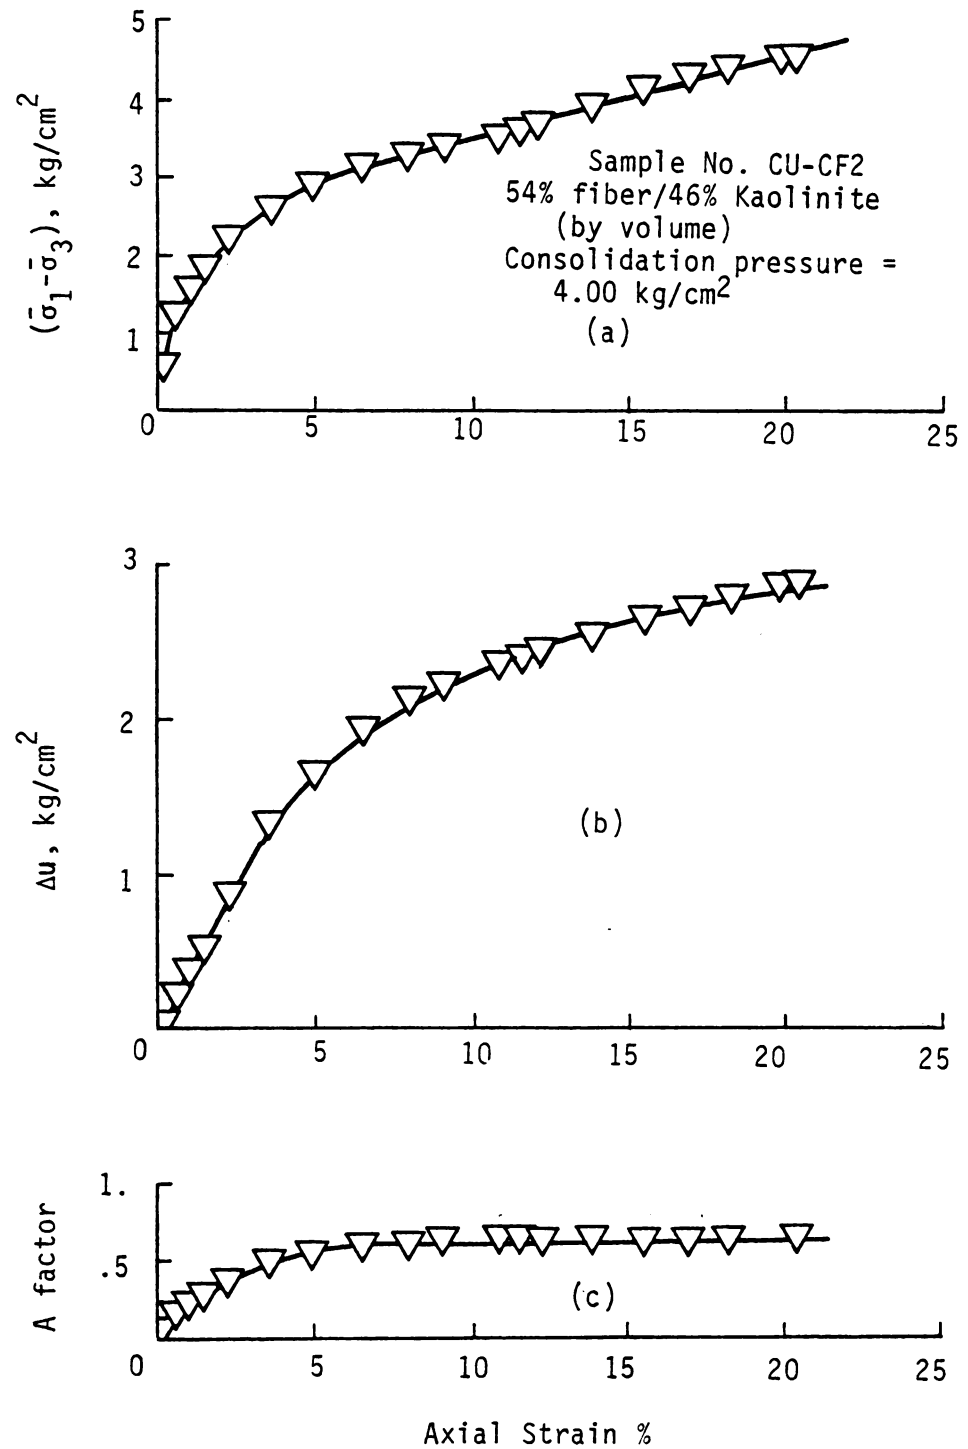 5
4
3
2
1
(σ̄1-σ̄3), kg/cm2
Sample No. CU-CF2
54% fiber/46% Kaolinite
(by volume)
Consolidation pressure =
4.00 kg/cm2
(a)
0 5 10 15 20 25
3
2
1
Δu, kg/cm2
(b)
0 5 10 15 20 25
1.
.5
A factor
(c)
0 5 10 15 20 25
Axial Strain %